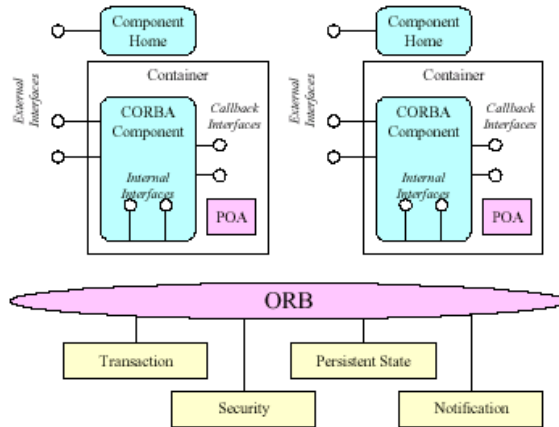 Component
Home
Container
External
Interfaces
CORBA
Component
Callback
Interfaces
Internal
Interfaces
POA
Component
Home
Container
External
Interfaces
CORBA
Component
Callback
Interfaces
Internal
Interfaces
POA
ORB
Transaction
Persistent State
Security
Notification